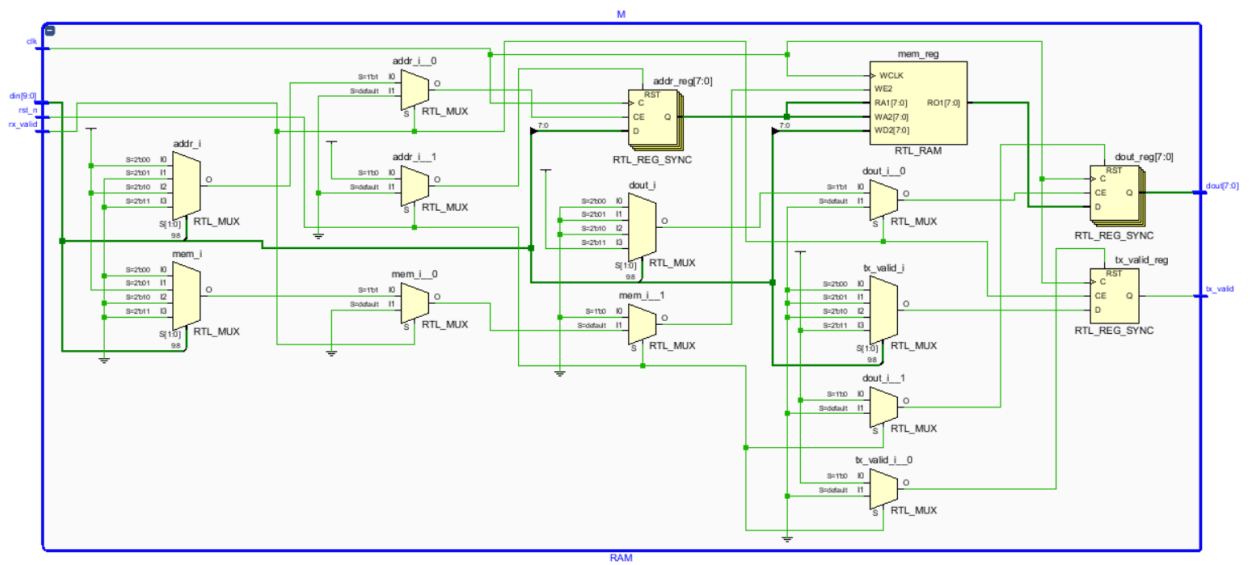 M
clk
din[9:0]
rst_n
rx_valid
addr_i__0
S=1'b1 I0
S=default I1
O
S
RTL_MUX
addr_reg[7:0]
RST
C
CE
D
Q
RTL_REG_SYNC
mem_reg
WCLK
WE2
RA1[7:0]
WA2[7:0]
WD2[7:0]
RO1[7:0]
RTL_RAM
7:0
7:0
addr_i
S=2'b00 I0
S=2'b01 I1
S=2'b10 I2
S=2'b11 I3
O
S[1:0]
RTL_MUX
9:8
addr_i__1
S=1'b0 I0
S=default I1
O
S
RTL_MUX
dout_i
S=2'b00 I0
S=2'b01 I1
S=2'b10 I2
S=2'b11 I3
O
S[1:0]
RTL_MUX
9:8
dout_i__0
S=1'b1 I0
S=default I1
O
S
RTL_MUX
dout_reg[7:0]
RST
C
CE
D
Q
RTL_REG_SYNC
dout[7:0]
mem_i
S=2'b00 I0
S=2'b01 I1
S=2'b10 I2
S=2'b11 I3
O
S[1:0]
RTL_MUX
9:8
mem_i__0
S=1'b1 I0
S=default I1
O
S
RTL_MUX
mem_i__1
S=1'b0 I0
S=default I1
O
S
RTL_MUX
tx_valid_i
S=2'b00 I0
S=2'b01 I1
S=2'b10 I2
S=2'b11 I3
O
S[1:0]
RTL_MUX
9:8
tx_valid_reg
RST
C
CE
D
Q
RTL_REG_SYNC
tx_valid
dout_i__1
S=1'b0 I0
S=default I1
O
S
RTL_MUX
tx_valid_i__0
S=1'b0 I0
S=default I1
O
S
RTL_MUX
RAM